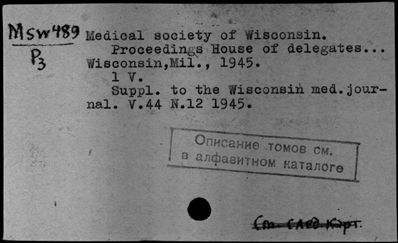 Msw489
P3
Medical society of Wisconsin.
Proceedings House of delegates...
Wisconsin,Mil., 1945.
1 V.
Suppl. to the Wisconsin med.jour-
nal. V.44 N.12 1945.
Описание томов см.
в алфавитном каталоге
См. след. карт.